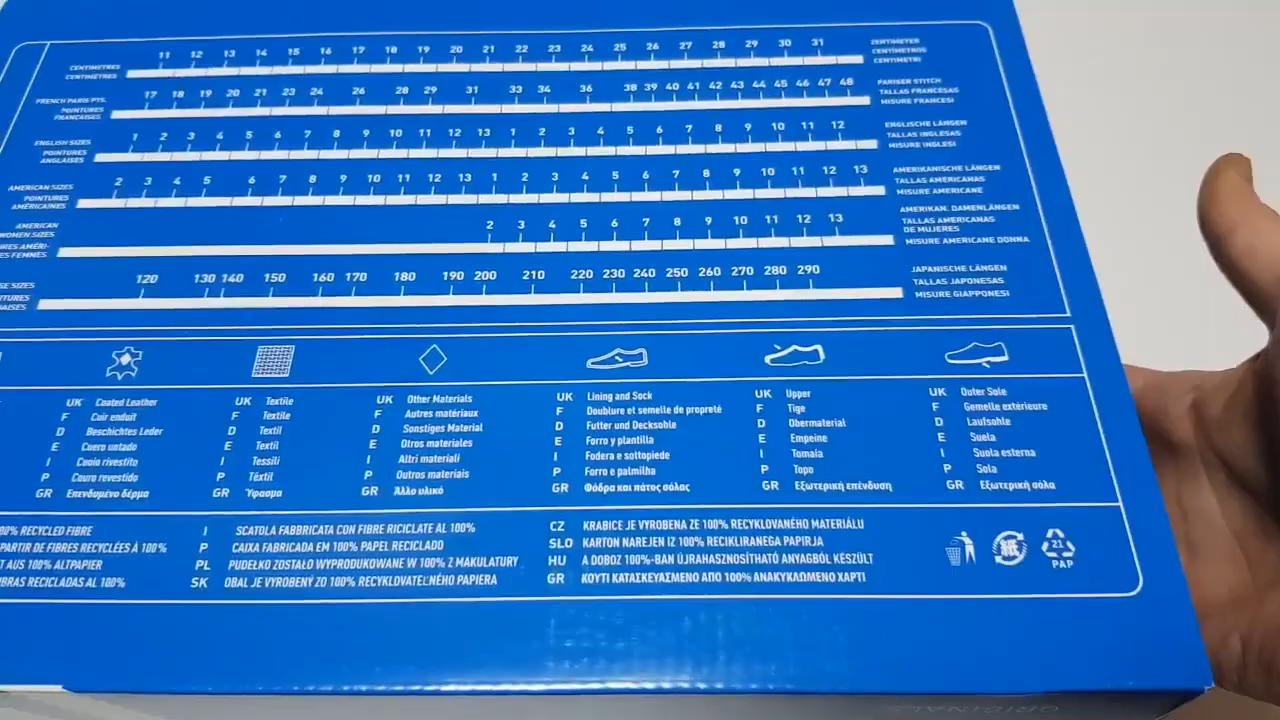 11 12 13 14 15 16 17 18 19 20 21 22 23 24 25 26 27 28 29 30 31
CENTIMETRES
CENTIMÈTRES
ZENTIMETER
CENTÍMETROS
CENTIMETRI
17 18 19 20 21 23 24 26 28 29 31 33 34 36 38 39 40 41 42 43 44 45 46 47 48
FRENCH PARIS PTS.
POINTURES
FRANÇAISES
PARISER STITCH
TALLAS FRANCESAS
MISURE FRANCESI
1 2 3 4 5 6 7 8 9 10 11 12 13 1 2 3 4 5 6 7 8 9 10 11 12
ENGLISH SIZES
POINTURES
ANGLAISES
ENGLISCHE LÄNGEN
TALLAS INGLESAS
MISURE INGLESI
2 3 4 5 6 7 8 9 10 11 12 13 1 2 3 4 5 6 7 8 9 10 11 12 13
AMERICAN SIZES
POINTURES
AMÉRICAINES
AMERIKANISCHE LÄNGEN
TALLAS AMERICANAS
MISURE AMERICANE
2 3 4 5 6 7 8 9 10 11 12 13
AMERICAN
WOMEN SIZES
RES AMÉRI-
ES FEMMES
AMERIKAN. DAMENLÄNGEN
TALLAS AMERICANAS
DE MUJERES
MISURE AMERICANE DONNA
120 130 140 150 160 170 180 190 200 210 220 230 240 250 260 270 280 290
SE SIZES
TURES
AISES
JAPANISCHE LÄNGEN
TALLAS JAPONESAS
MISURE GIAPPONESI
UK Coated Leather
F Cuir enduit
D Beschichtes Leder
E Cuero untado
I Cuoio rivestito
P Couro revestido
GR Επενδυμένο δέρμα
UK Textile
F Textile
D Textil
E Textil
I Tessili
P Têxtil
GR Ύφασμα
UK Other Materials
F Autres matériaux
D Sonstiges Material
E Otros materiales
I Altri materiali
P Outros materiais
GR Άλλο υλικό
UK Lining and Sock
F Doublure et semelle de propreté
D Futter und Decksohle
E Forro y plantilla
I Fodera e sottopiede
P Forro e palmilha
GR Φόδρα και πάτος σόλας
UK Upper
F Tige
D Obermaterial
E Empeine
I Tomaia
P Topo
GR Εξωτερική επένδυση
UK Outer Sole
F Gemelle extérieure
D Laufsohle
E Suela
I Suola esterna
P Sola
GR Εξωτερική σόλα
00% RECYCLED FIBRE
PARTIR DE FIBRES RECYCLÉES À 100%
T AUS 100% ALTPAPIER
BRAS RECICLADAS AL 100%
I SCATOLA FABBRICATA CON FIBRE RICICLATE AL 100%
P CAIXA FABRICADA EM 100% PAPEL RECICLADO
PL PUDEŁKO ZOSTAŁO WYPRODUKOWANE W 100% Z MAKULATURY
SK OBAL JE VYROBENÝ ZO 100% RECYKLOVATEĽNÉHO PAPIERA
CZ KRABICE JE VYROBENA ZE 100% RECYKLOVANÉHO MATERIÁLU
SLO KARTON NAREJEN IZ 100% RECIKLIRANEGA PAPIRJA
HU A DOBOZ 100%-BAN ÚJRAHASZNOSÍTHATÓ ANYAGBÓL KÉSZÜLT
GR ΚΟΥΤΙ ΚΑΤΑΣΚΕΥΑΣΜΕΝΟ ΑΠΟ 100% ΑΝΑΚΥΚΛΩΜΕΝΟ ΧΑΡΤΙ
紙
21
PAP
ORIGINALS